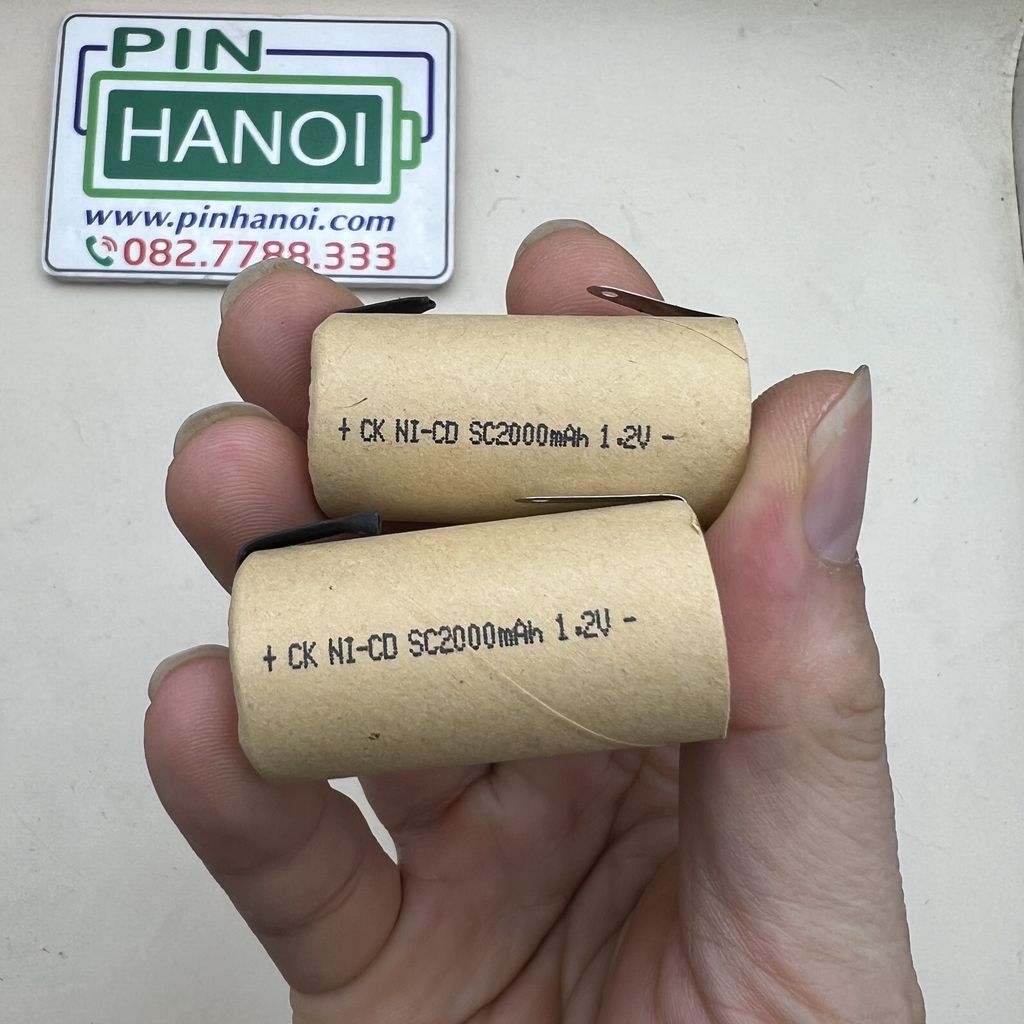 PIN
HANOI
www.pinhanoi.com
082.7788.333
+ CK NI-CD SC2000mAh 1.2V -
+ CK NI-CD SC2000mAh 1.2V -